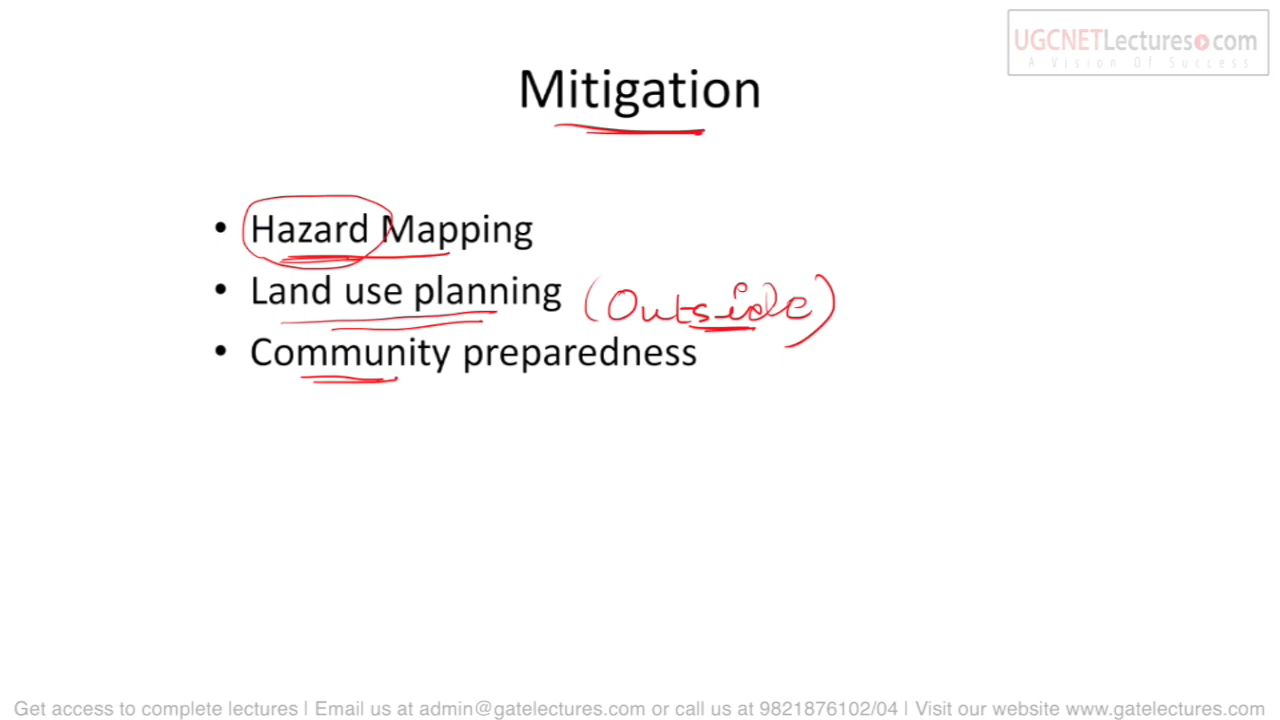 UGCNETLectures.com
A Vision Of Success
Mitigation
• Hazard Mapping
• Land use planning (Outside)
• Community preparedness
Get access to complete lectures | Email us at admin@gatelectures.com or call us at 9821876102/04 | Visit our website www.gatelectures.com